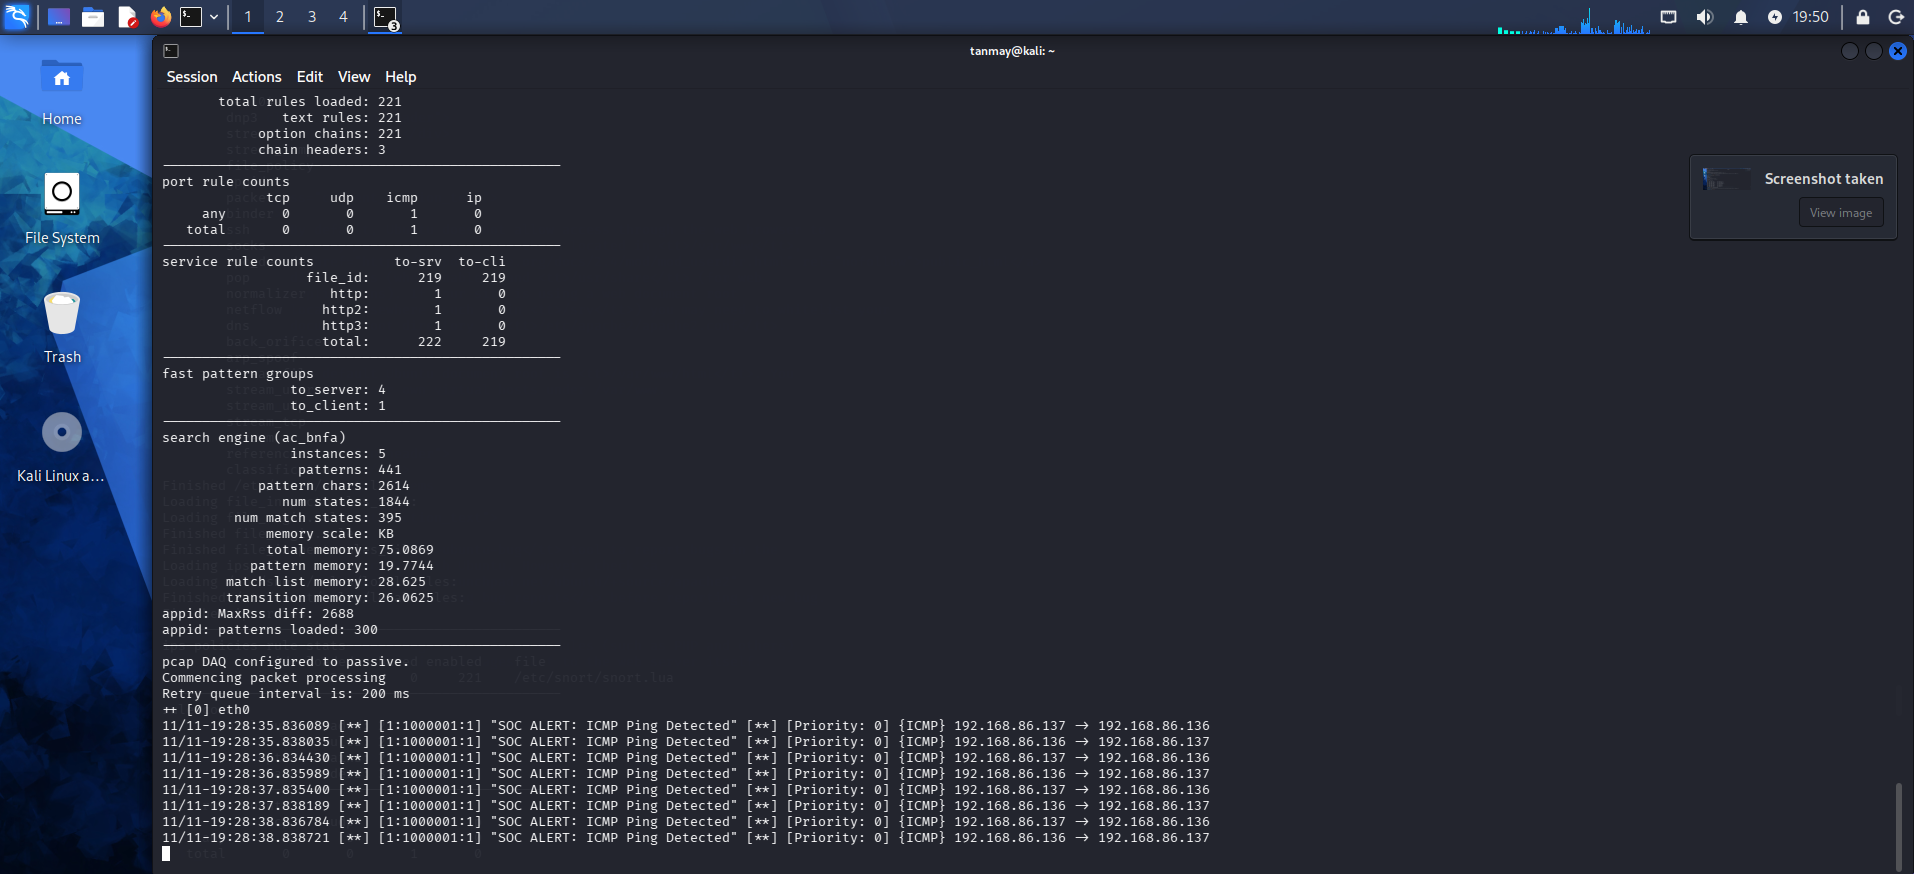 1 2 3 4 3 19:50
tanmay@kali: ~
Session Actions Edit View Help
Home
File System
Trash
Kali Linux a...
Screenshot taken
View image
total rules loaded: 221
text rules: 221
option chains: 221
chain headers: 3
port rule counts
tcp udp icmp ip
any 0 0 1 0
total 0 0 1 0
service rule counts to-srv to-cli
file_id: 219 219
http: 1 0
http2: 1 0
http3: 1 0
total: 222 219
fast pattern groups
to_server: 4
to_client: 1
search engine (ac_bnfa)
instances: 5
patterns: 441
pattern chars: 2614
num states: 1844
num match states: 395
memory scale: KB
total memory: 75.0869
pattern memory: 19.7744
match list memory: 28.625
transition memory: 26.0625
appid: MaxRss diff: 2688
appid: patterns loaded: 300
pcap DAQ configured to passive.
Commencing packet processing
Retry queue interval is: 200 ms
++ [0] eth0
11/11-19:28:35.836089 [**] [1:1000001:1] "SOC ALERT: ICMP Ping Detected" [**] [Priority: 0] {ICMP} 192.168.86.137 → 192.168.86.136
11/11-19:28:35.838035 [**] [1:1000001:1] "SOC ALERT: ICMP Ping Detected" [**] [Priority: 0] {ICMP} 192.168.86.136 → 192.168.86.137
11/11-19:28:36.834430 [**] [1:1000001:1] "SOC ALERT: ICMP Ping Detected" [**] [Priority: 0] {ICMP} 192.168.86.137 → 192.168.86.136
11/11-19:28:36.835989 [**] [1:1000001:1] "SOC ALERT: ICMP Ping Detected" [**] [Priority: 0] {ICMP} 192.168.86.136 → 192.168.86.137
11/11-19:28:37.835400 [**] [1:1000001:1] "SOC ALERT: ICMP Ping Detected" [**] [Priority: 0] {ICMP} 192.168.86.137 → 192.168.86.136
11/11-19:28:37.838189 [**] [1:1000001:1] "SOC ALERT: ICMP Ping Detected" [**] [Priority: 0] {ICMP} 192.168.86.136 → 192.168.86.137
11/11-19:28:38.836784 [**] [1:1000001:1] "SOC ALERT: ICMP Ping Detected" [**] [Priority: 0] {ICMP} 192.168.86.137 → 192.168.86.136
11/11-19:28:38.838721 [**] [1:1000001:1] "SOC ALERT: ICMP Ping Detected" [**] [Priority: 0] {ICMP} 192.168.86.136 → 192.168.86.137